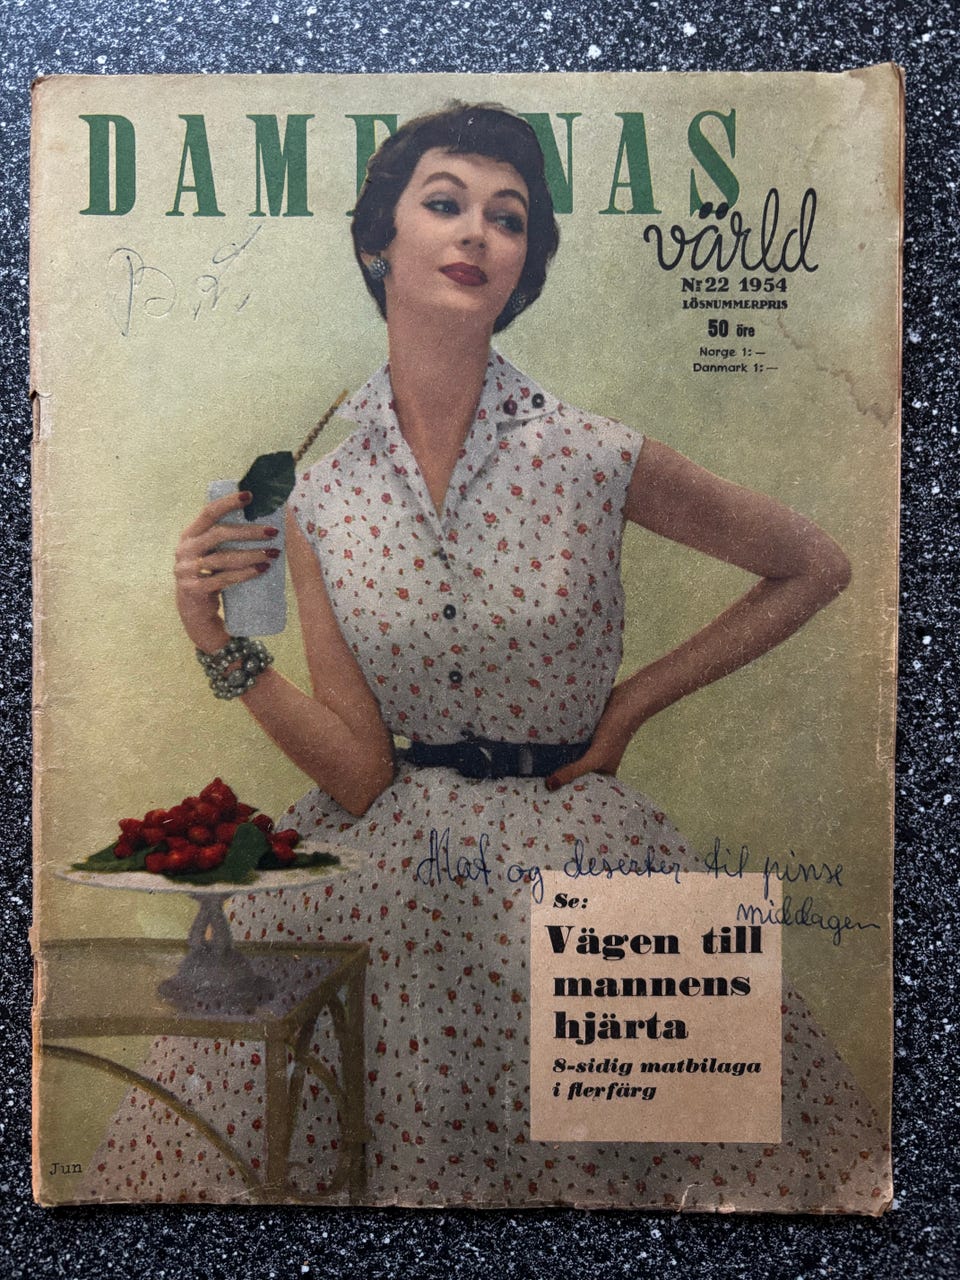 DAMERNAS
värld
Nr 22 1954
LÖSNUMMERPRIS
50 öre
Norge 1:—
Danmark 1:—
Mat og deserter til pinse
middagen
Se:
Vägen till
mannens
hjärta
8-sidig matbilaga
i flerfärg
Jun